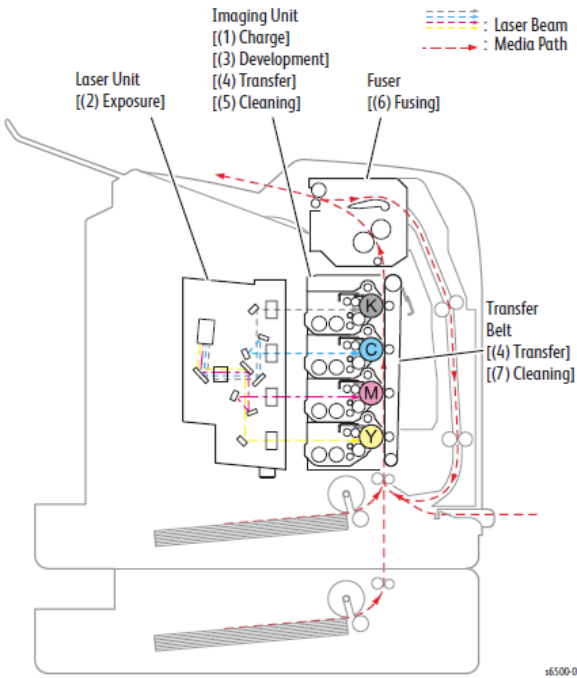 Imaging Unit
[(1) Charge]
[(3) Development]
[(4) Transfer]
[(5) Cleaning]
: Laser Beam
: Media Path
Laser Unit
[(2) Exposure]
Fuser
[(6) Fusing]
K
C
M
Y
Transfer
Belt
[(4) Transfer]
[(7) Cleaning]
s6500-0